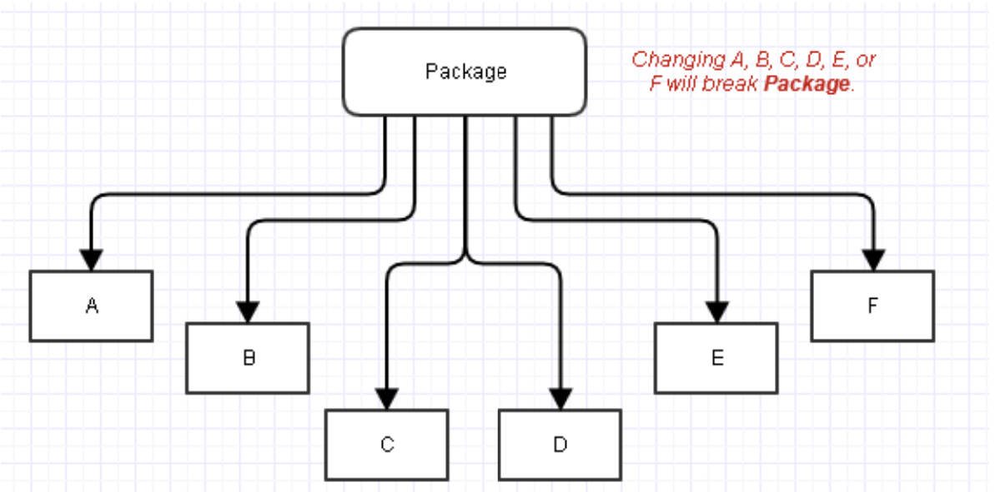 Package
Changing A, B, C, D, E, or
F will break Package.
A
B
C
D
E
F